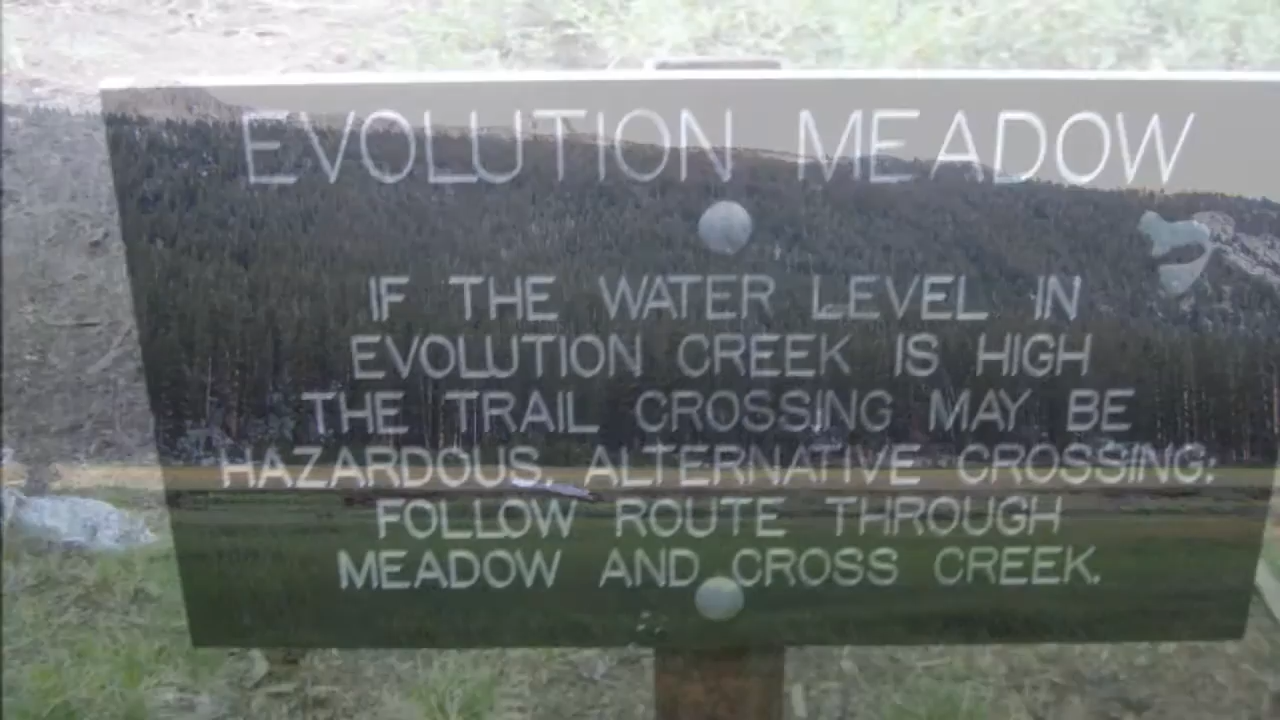 EVOLUTION MEADOW
IF THE WATER LEVEL IN
EVOLUTION CREEK IS HIGH
THE TRAIL CROSSING MAY BE
HAZARDOUS. ALTERNATIVE CROSSING:
FOLLOW ROUTE THROUGH
MEADOW AND CROSS CREEK.